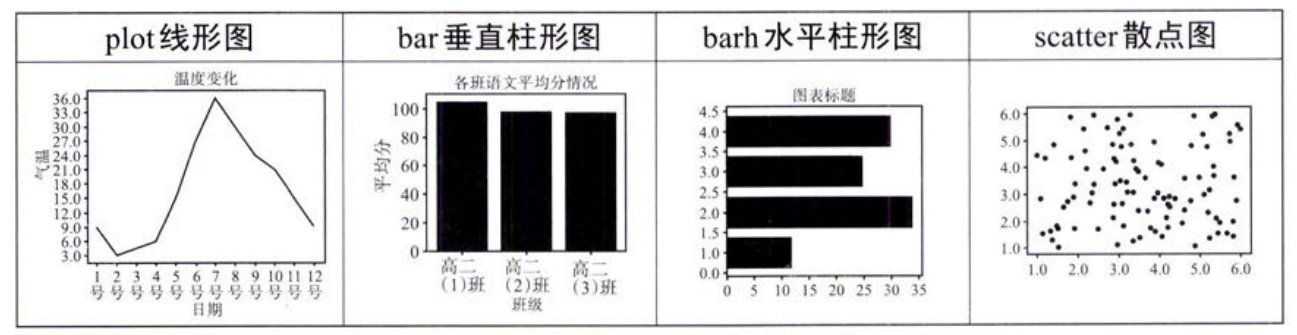 plot线形图
bar垂直柱形图
barh水平柱形图
scatter散点图
温度变化
气温
36.0
33.0
30.0
27.0
24.0
21.0
18.0
15.0
12.0
9.0
6.0
3.0
1号 2号 3号 4号 5号 6号 7号 8号 9号 10号 11号 12号
日期
各班语文平均分情况
平均分
100
80
60
40
20
0
高二(1)班 高二(2)班 高二(3)班
班级
图表标题
4.5
4.0
3.5
3.0
2.5
2.0
1.5
0.0
0 5 10 15 20 25 30 35
6.0
5.0
4.0
3.0
2.0
1.0
1.0 2.0 3.0 4.0 5.0 6.0